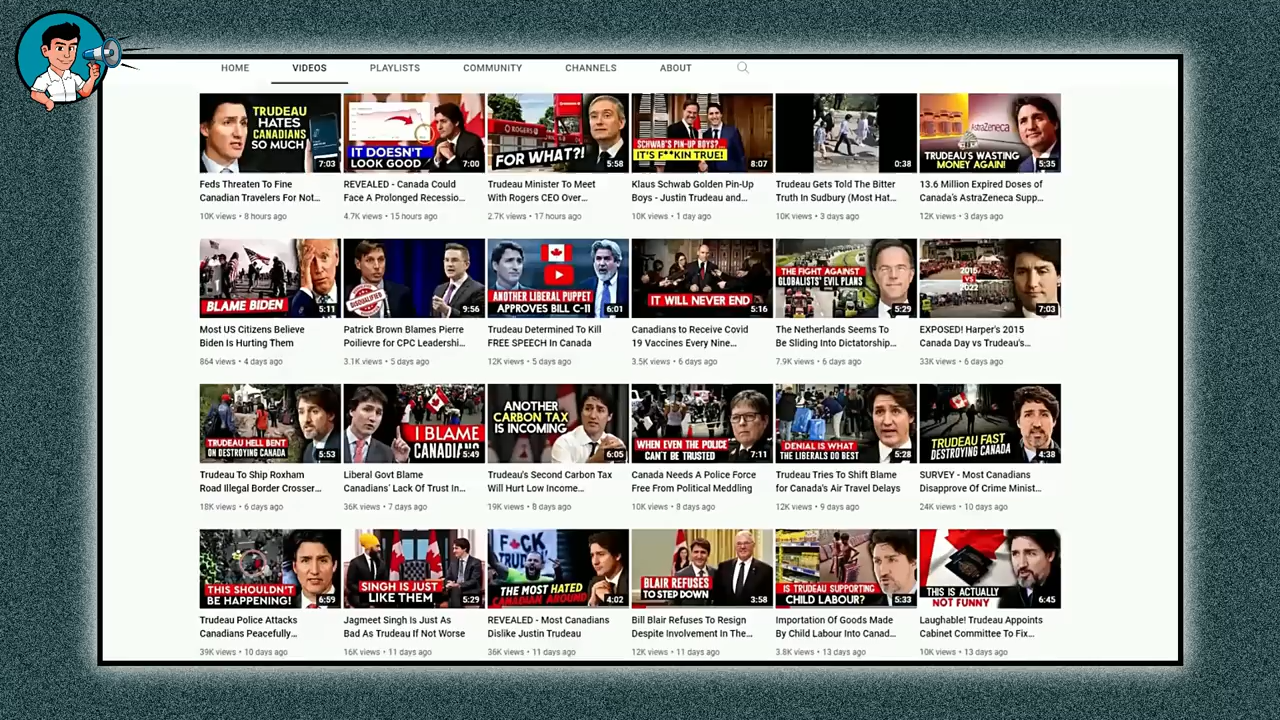 HOME VIDEOS PLAYLISTS COMMUNITY CHANNELS ABOUT
TRUDEAU
HATES
CANADIANS
SO MUCH
7:03
IT DOESN'T
LOOK GOOD
7:00
ROGERS
FOR WHAT?!
5:58
SCHWAB'S PIN-UP BOYS?...
IT'S F**KIN TRUE!
8:07
0:38
AstraZeneca
TRUDEAU'S WASTING
MONEY AGAIN!
5:35
Feds Threaten To Fine
Canadian Travelers For Not...
10K views • 8 hours ago
REVEALED - Canada Could
Face A Prolonged Recessio...
4.7K views • 15 hours ago
Trudeau Minister To Meet
With Rogers CEO Over...
2.7K views • 17 hours ago
Klaus Schwab Golden Pin-Up
Boys - Justin Trudeau and...
10K views • 1 day ago
Trudeau Gets Told The Bitter
Truth In Sudbury (Most Hat...
10K views • 3 days ago
13.6 Million Expired Doses of
Canada's AstraZeneca Supp...
12K views • 3 days ago
BLAME BIDEN
5:11
DISQUALIFIED
9:56
ANOTHER LIBERAL PUPPET
APPROVES BILL C-11
6:01
IT WILL NEVER END
5:16
THE FIGHT AGAINST
GLOBALISTS' EVIL PLANS
5:29
2015
VS
2022
7:03
Most US Citizens Believe
Biden Is Hurting Them
864 views • 4 days ago
Patrick Brown Blames Pierre
Poilievre for CPC Leadershi...
3.1K views • 5 days ago
Trudeau Determined To Kill
FREE SPEECH In Canada
12K views • 5 days ago
Canadians to Receive Covid
19 Vaccines Every Nine...
3.5K views • 6 days ago
The Netherlands Seems To
Be Sliding Into Dictatorship...
7.9K views • 6 days ago
EXPOSED! Harper's 2015
Canada Day vs Trudeau's...
33K views • 6 days ago
TRUDEAU HELL BENT
ON DESTROYING CANADA
5:53
I BLAME
CANADIANS
5:49
ANOTHER
CARBON TAX
IS INCOMING
6:05
WHEN EVEN THE POLICE
CAN'T BE TRUSTED
7:11
DENIAL IS WHAT
THE LIBERALS DO BEST
5:28
TRUDEAU FAST
DESTROYING CANADA
4:38
Trudeau To Ship Roxham
Road Illegal Border Crosser...
18K views • 6 days ago
Liberal Govt Blame
Canadians' Lack Of Trust In...
36K views • 7 days ago
Trudeau's Second Carbon Tax
Will Hurt Low Income...
19K views • 8 days ago
Canada Needs A Police Force
Free From Political Meddling
10K views • 8 days ago
Trudeau Tries To Shift Blame
for Canada's Air Travel Delays
12K views • 9 days ago
SURVEY - Most Canadians
Disapprove Of Crime Minist...
24K views • 10 days ago
THIS SHOULDN'T
BE HAPPENING!
6:59
SINGH IS JUST
LIKE THEM
5:29
F*CK
TRUDEAU
THE MOST HATED
CANADIAN AROUND
4:02
BLAIR REFUSES
TO STEP DOWN
3:58
IS TRUDEAU SUPPORTING
CHILD LABOUR?
5:33
THIS IS ACTUALLY
NOT FUNNY
6:45
Trudeau Police Attacks
Canadians Peacefully...
39K views • 10 days ago
Jagmeet Singh Is Just As
Bad As Trudeau If Not Worse
16K views • 11 days ago
REVEALED - Most Canadians
Dislike Justin Trudeau
36K views • 11 days ago
Bill Blair Refuses To Resign
Despite Involvement In The...
12K views • 11 days ago
Importation Of Goods Made
By Child Labour Into Canad...
3.8K views • 13 days ago
Laughable! Trudeau Appoints
Cabinet Committee To Fix...
10K views • 13 days ago